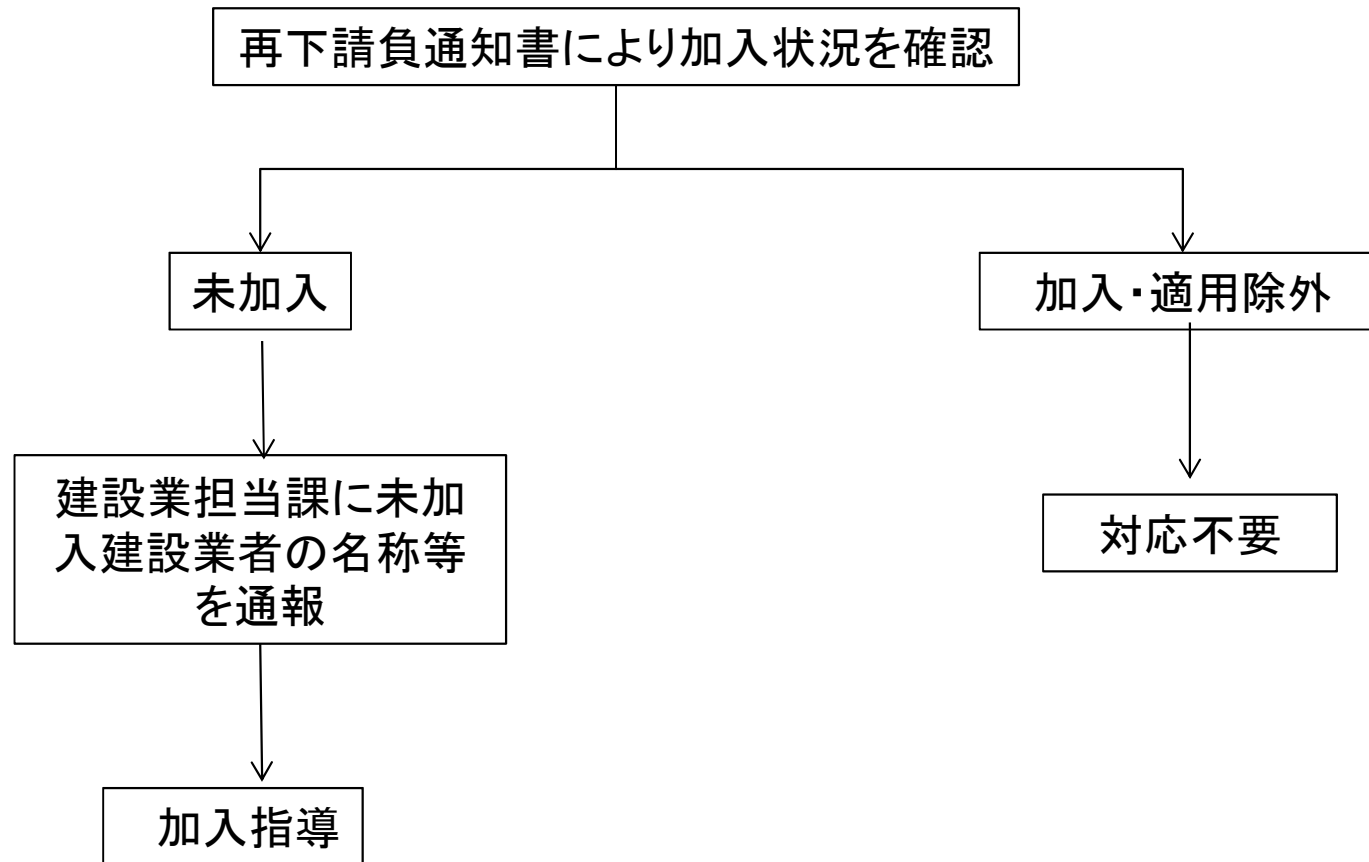 再下請負通知書により加入状況を確認
未加入
加入・適用除外
建設業担当課に未加
入建設業者の名称等
を通報
対応不要
加入指導